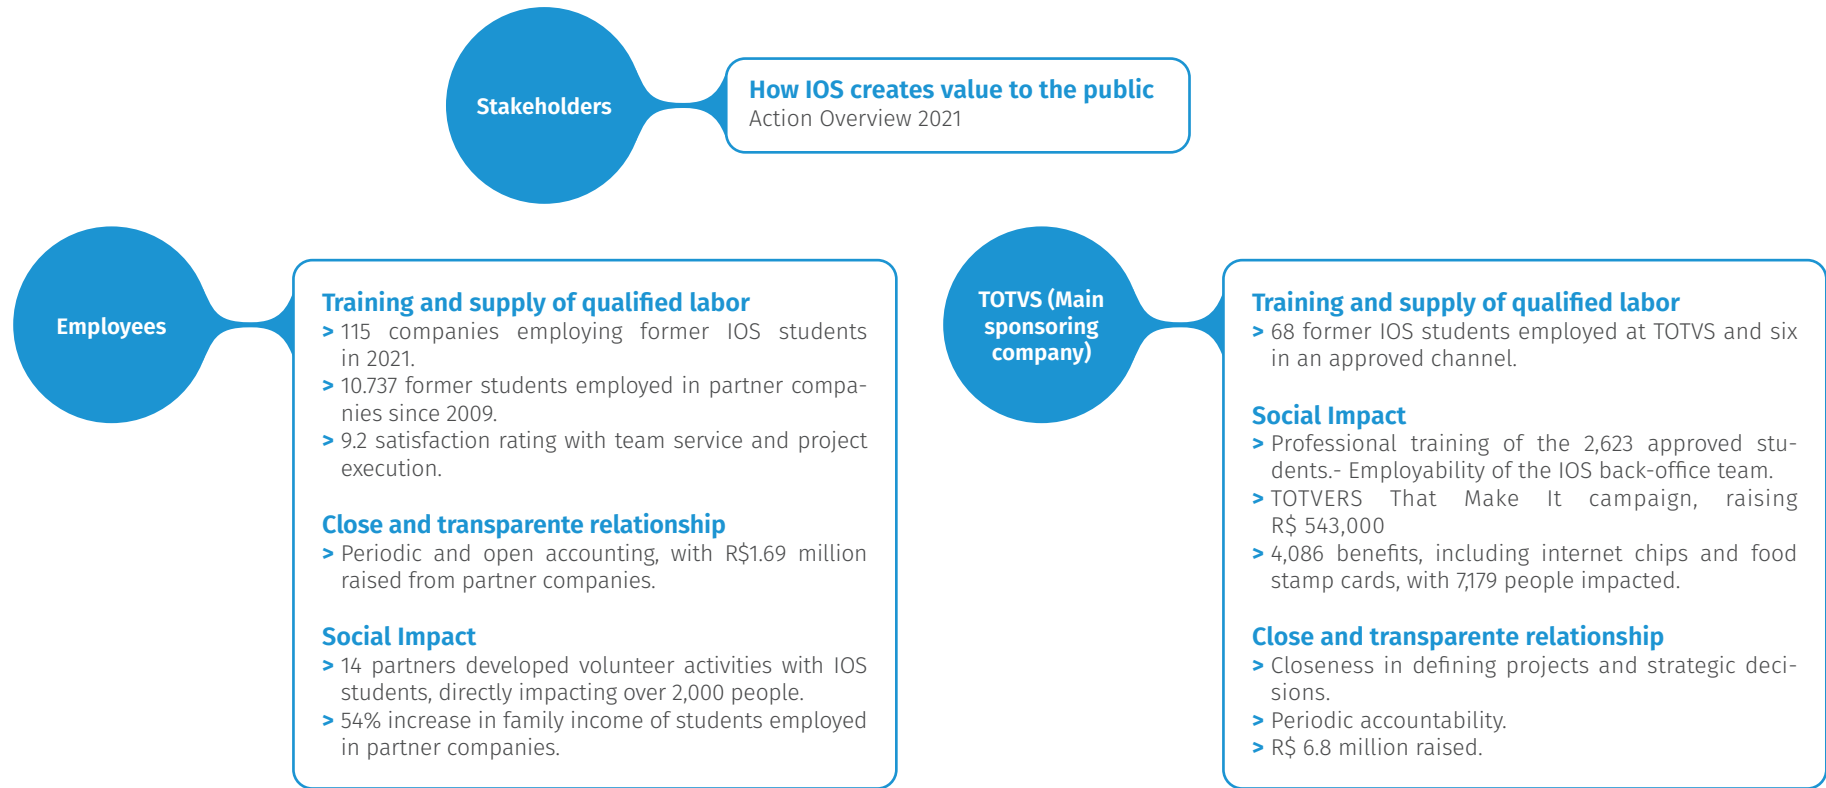 Stakeholders
How IOS creates value to the public
Action Overview 2021
Employees
Training and supply of qualified labor
> 115 companies employing former IOS students
in 2021.
> 10.737 former students employed in partner compa-
nies since 2009.
> 9.2 satisfaction rating with team service and project
execution.
Close and transparente relationship
> Periodic and open accounting, with R$1.69 million
raised from partner companies.
Social Impact
> 14 partners developed volunteer activities with IOS
students, directly impacting over 2,000 people.
> 54% increase in family income of students employed
in partner companies.
TOTVS (Main
sponsoring
company)
Training and supply of qualified labor
> 68 former IOS students employed at TOTVS and six
in an approved channel.
Social Impact
> Professional training of the 2,623 approved stu-
dents.- Employability of the IOS back-office team.
> TOTVERS That Make It campaign, raising
R$ 543,000
> 4,086 benefits, including internet chips and food
stamp cards, with 7,179 people impacted.
Close and transparente relationship
> Closeness in defining projects and strategic deci-
sions.
> Periodic accountability.
> R$ 6.8 million raised.